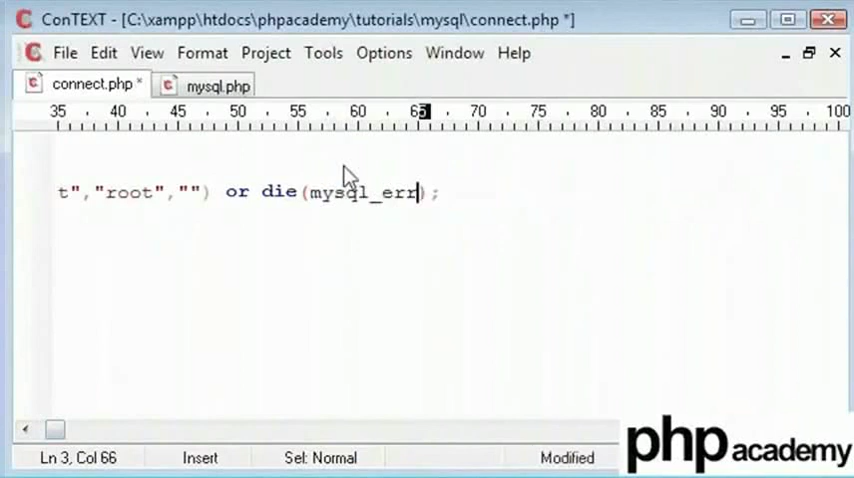 ConTEXT - [C:\xampp\htdocs\phpacademy\tutorials\mysql\connect.php *]
File Edit View Format Project Tools Options Window Help
connect.php * mysql.php
35 40 45 50 55 60 65 70 75 80 85 90 95 100
t","root","") or die(mysql_err);
Ln 3, Col 66 Insert Sel: Normal Modified
php academy